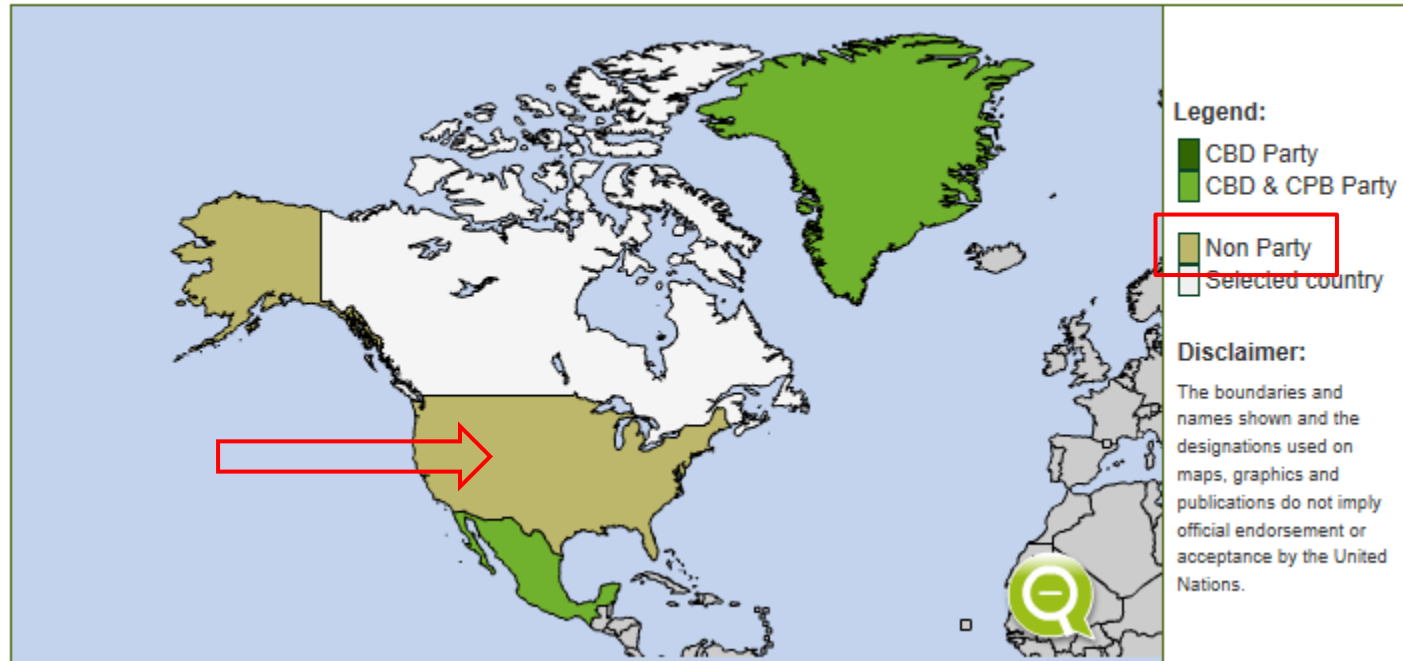 Legend:
CBD Party
CBD & CPB Party
Non Party
Selected country
Disclaimer:
The boundaries and
names shown and the
designations used on
maps, graphics and
publications do not imply
official endorsement or
acceptance by the United
Nations.